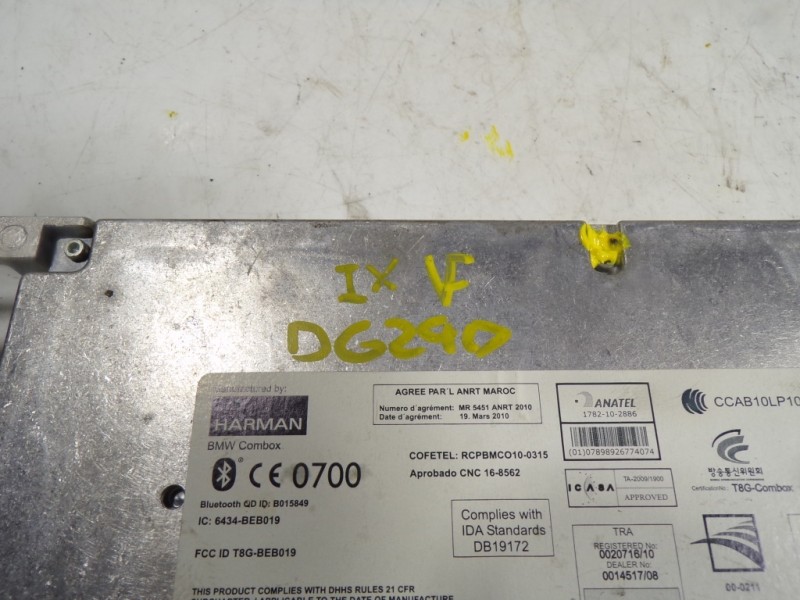 IX VF
DG290
Manufactured by:
HARMAN
BMW Combox
CE 0700
Bluetooth QD ID: B015849
IC: 6434-BEB019
FCC ID T8G-BEB019
THIS PRODUCT COMPLIES WITH DHHS RULES 21 CFR
AGREE PAR'L ANRT MAROC
Numero d'agrément: MR 5451 ANRT 2010
Date d'agrément: 19. Mars 2010
COFETEL: RCPBMCO10-0315
Aprobado CNC 16-8562
Complies with
IDA Standards
DB19172
ANATEL
1782-10-2886
(01)07898926774074
ICASA
TA-2009/1900
APPROVED
TRA
REGISTERED No:
0020716/10
DEALER No:
0014517/08
CCAB10LP10
방송통신위원회
CertificationNo.: T8G-Combox
00-0211